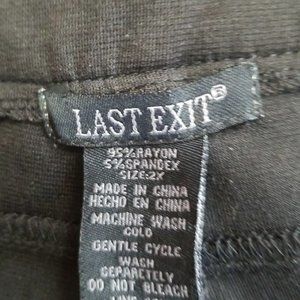 LAST EXIT®
95%RAYON
5%SPANDEX
SIZE:2X
MADE IN CHINA
HECHO EN CHINA
MACHINE WASH
COLD
GENTLE CYCLE
WASH
SEPARETELY
DO NOT BLEACH